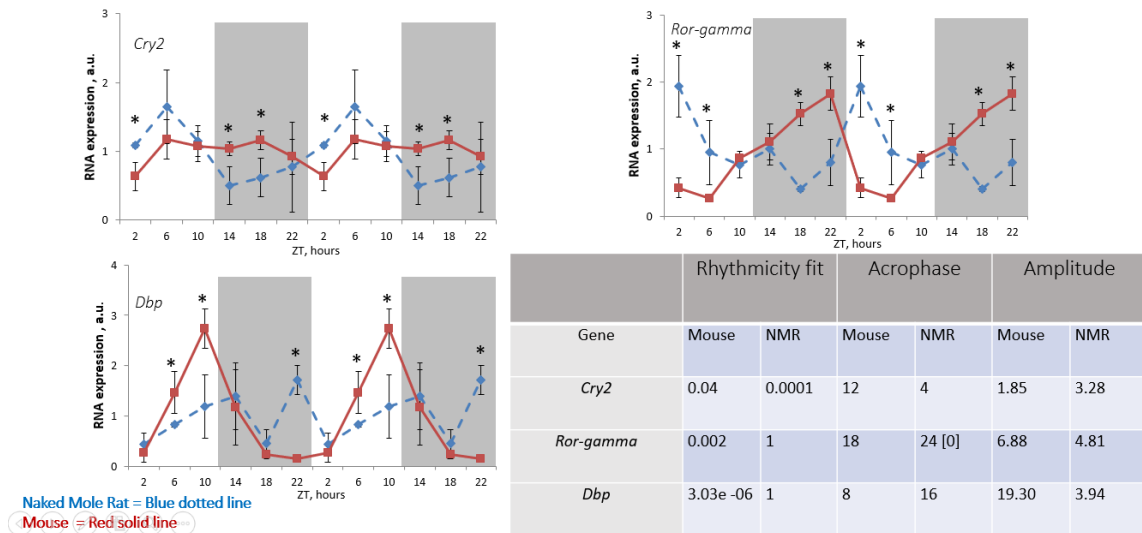 Cry2
RNA expression , a.u.
3
2
1
0
2 6 10 14 18 22 2 6 10 14 18 22
ZT, hours
* * * * * *
Ror-gamma
RNA expression, a.u.
3
2
1
0
2 6 10 14 18 22 2 6 10 14 18 22
ZT, hours
* * * * * * * *
Dbp
RNA expression, a.u.
4
3
2
1
0
2 6 10 14 18 22 2 6 10 14 18 22
ZT, hours
* * * * * *
Naked Mole Rat = Blue dotted line
Mouse = Red solid line
Rhythmicity fit Acrophase Amplitude
Gene Mouse NMR Mouse NMR Mouse NMR
Cry2 0.04 0.0001 12 4 1.85 3.28
Ror-gamma 0.002 1 18 24 [0] 6.88 4.81
Dbp 3.03e -06 1 8 16 19.30 3.94